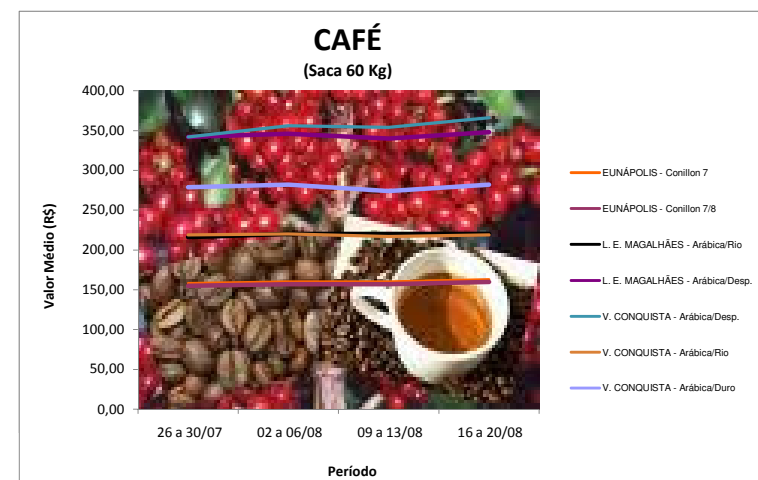 CAFÉ
(Saca 60 Kg)
Valor Médio (R$)
400,00
350,00
300,00
250,00
200,00
150,00
100,00
50,00
0,00
26 a 30/07
02 a 06/08
09 a 13/08
16 a 20/08
Período
EUNÁPOLIS - Conillon 7
EUNÁPOLIS - Conillon 7/8
L. E. MAGALHÃES - Arábica/Rio
L. E. MAGALHÃES - Arábica/Desp.
V. CONQUISTA - Arábica/Desp.
V. CONQUISTA - Arábica/Rio
V. CONQUISTA - Arábica/Duro